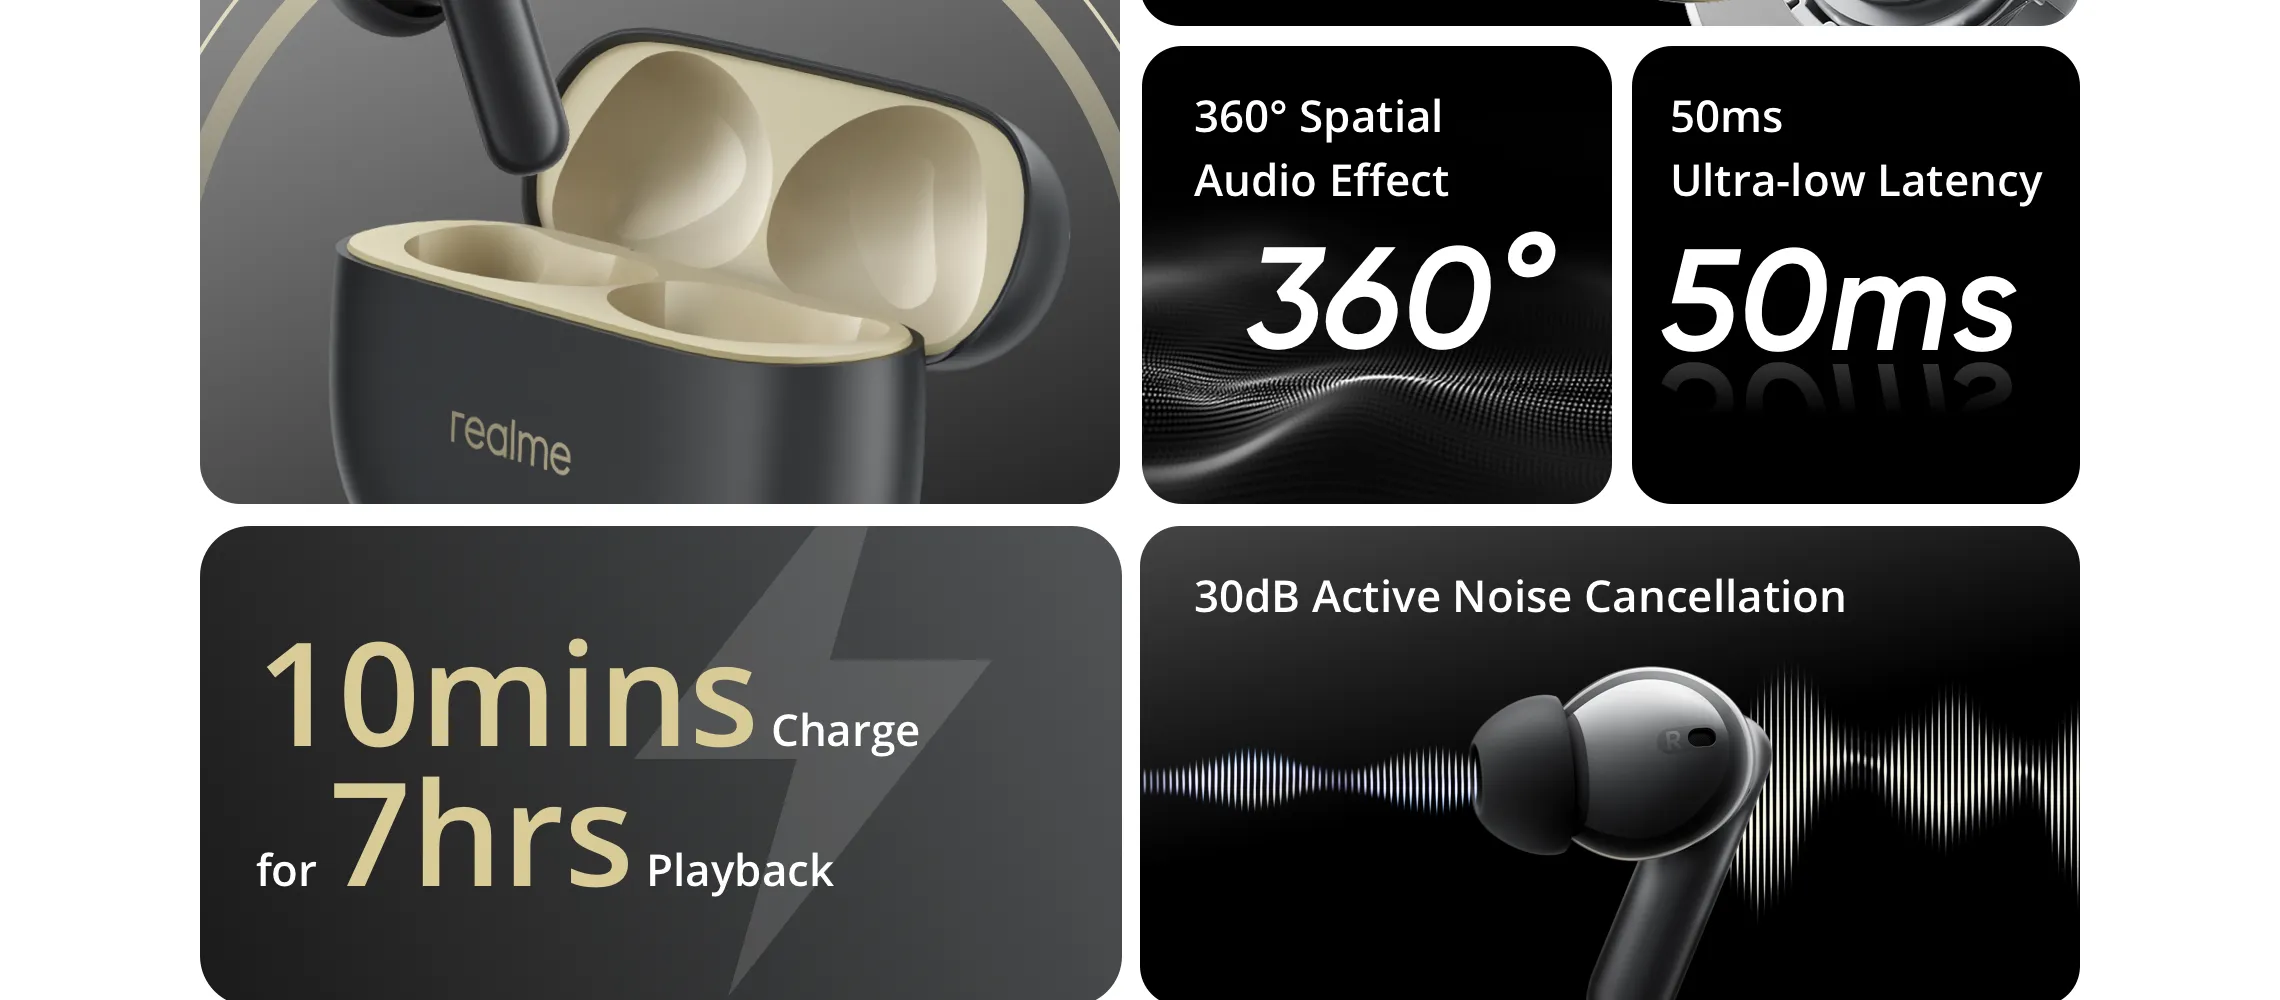 realme
360° Spatial
Audio Effect
360°
50ms
Ultra-low Latency
50ms
10mins Charge
for 7hrs Playback
30dB Active Noise Cancellation
R